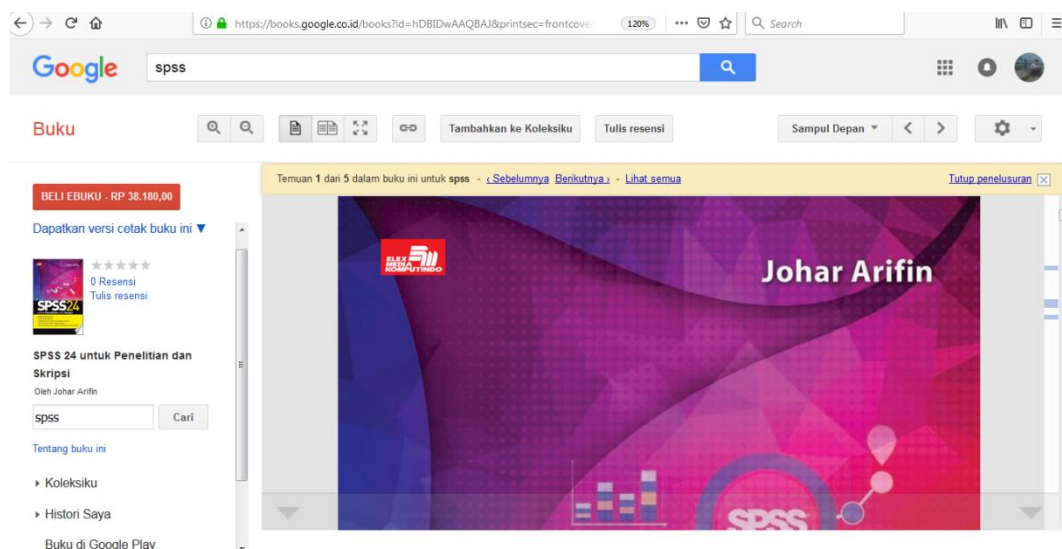 https://books.google.co.id/books?id=hDBIDwAAQBAJ&printsec=frontcove
120%
Search
Google
spss
Buku
Tambahkan ke Koleksiku
Tulis resensi
Sampul Depan
BELI EBUKU - RP 38.180,00
Temuan 1 dari 5 dalam buku ini untuk spss - ‹ Sebelumnya Berikutnya › - Lihat semua
Tutup penelusuran
Dapatkan versi cetak buku ini ▼
0 Resensi
Tulis resensi
SPSS24
SPSS 24 untuk Penelitian dan
Skripsi
Oleh Johar Arifin
spss
Cari
Tentang buku ini
Koleksiku
Histori Saya
Buku di Google Play
ELEX
MEDIA
KOMPUTINDO
Johar Arifin
SPSS